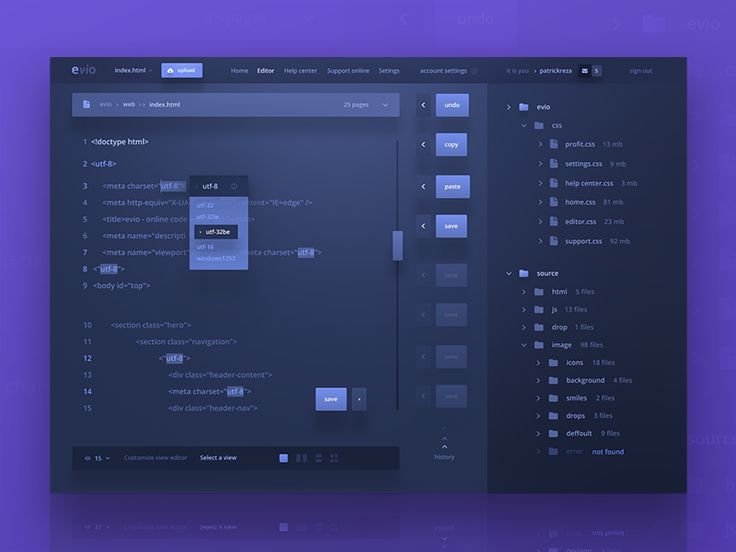 25 pages
undo
evio
evio index.html upload Home Editor Help center Support online Setings account settings it is you > patrickreza 5 sign out
evio > web >> index.html 25 pages
1 <!doctype html>
2 <utf-8>
3 <meta charset="utf-8"> > utf-8
4 <meta http-equiv="X-UA content="IE=edge" />
5 <title>evio - online code
6 <meta name="descripti
7 <meta name="viewport" <meta charset="utf-8">
8 <"utf-8">
9 <body id="top">
utf-32
utf-32le
> utf-32be
utf-16
windows1252
10 <section class="hero">
11 <section class="navigation">
12 <"utf-8">
13 <div class="header-content">
14 <meta charset="utf-8">
15 <div class="header-nav">
save
15 Customize view editor Select a view
< undo
< copy
< paste
< save
< save
< save
< save
< save
history
> evio
css
> profit.css 13 mb
> settings.css 9 mb
> help center.css 3 mb
> home.css 81 mb
> editor.css 23 mb
> support.css 92 mb
source
> html 5 files
> js 13 files
> drop 1 files
image 98 files
> icons 18 files
> background 4 files
> smiles 2 files
> drops 3 files
> deffoult 9 files
> error not found